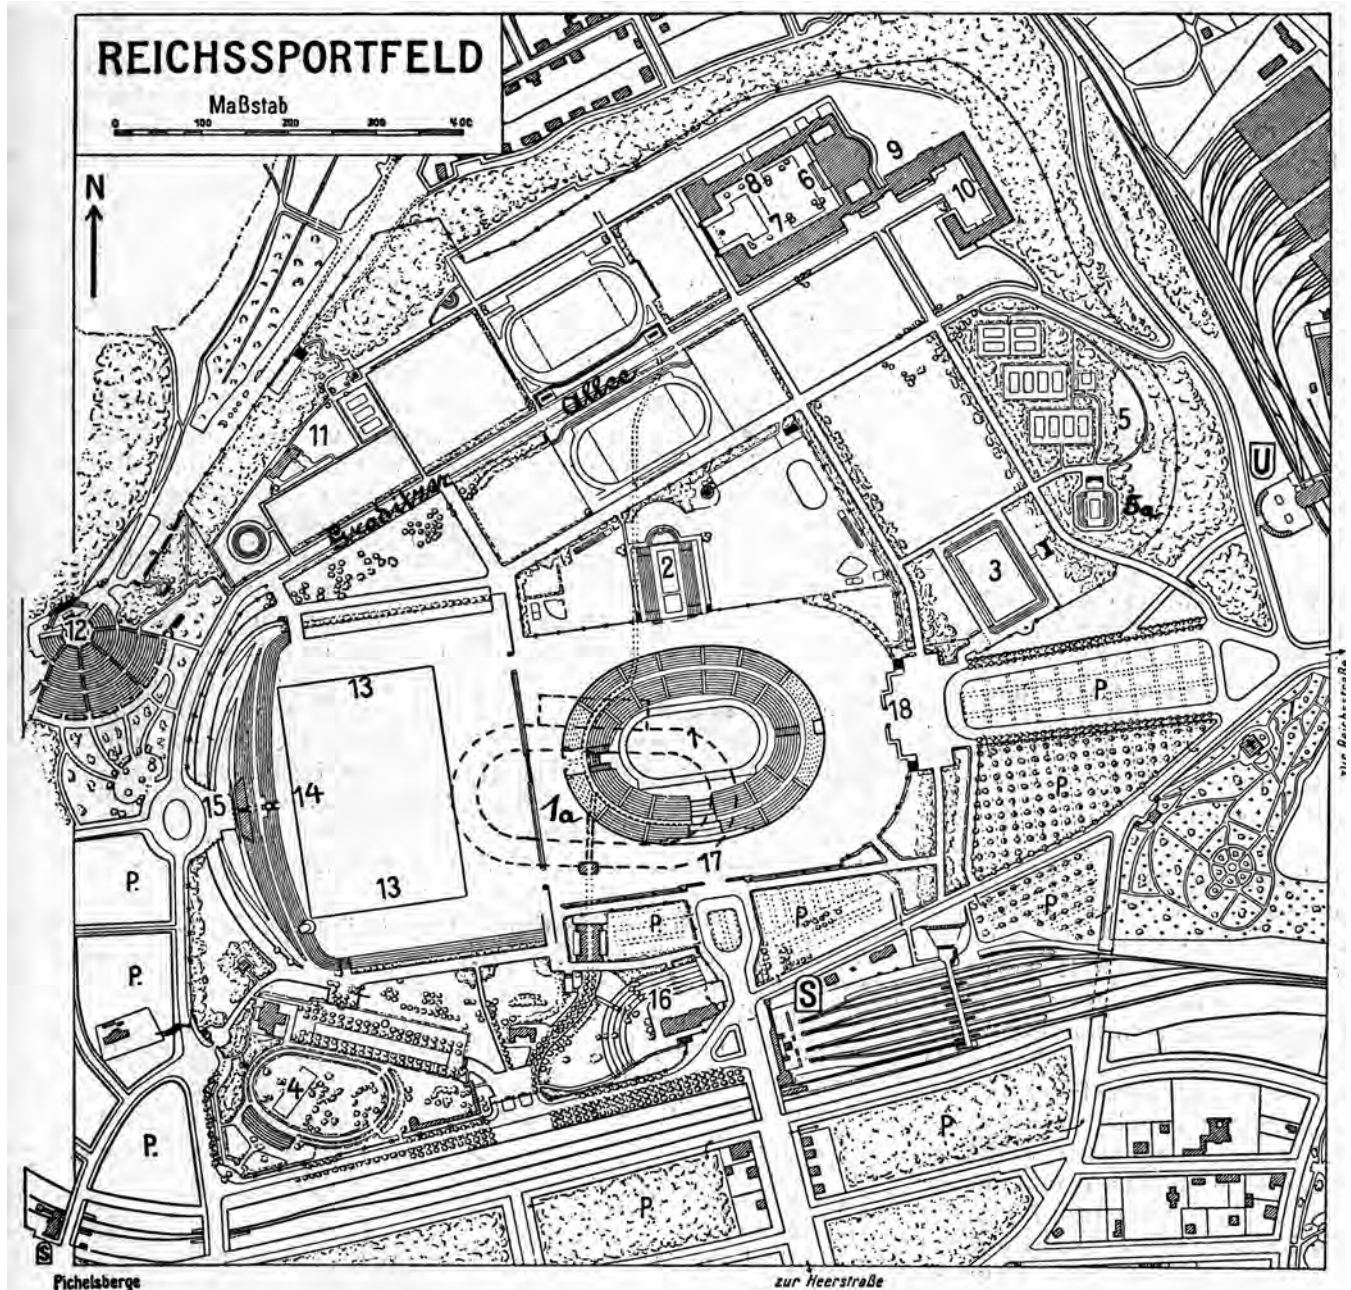 REICHSSPORTFELD
Maßstab
0 100 200 300 400
N
9
8
6
10
7
Allee
11
5
U
Graditzer
5a
2
3
12
13
P.
18
1
15
14
1a
P.
17
P.
13
P.
P.
P.
P.
16
S
4
P.
P.
P.
S
Pichelsberge
zur Heerstraße
zur Reichsstraße